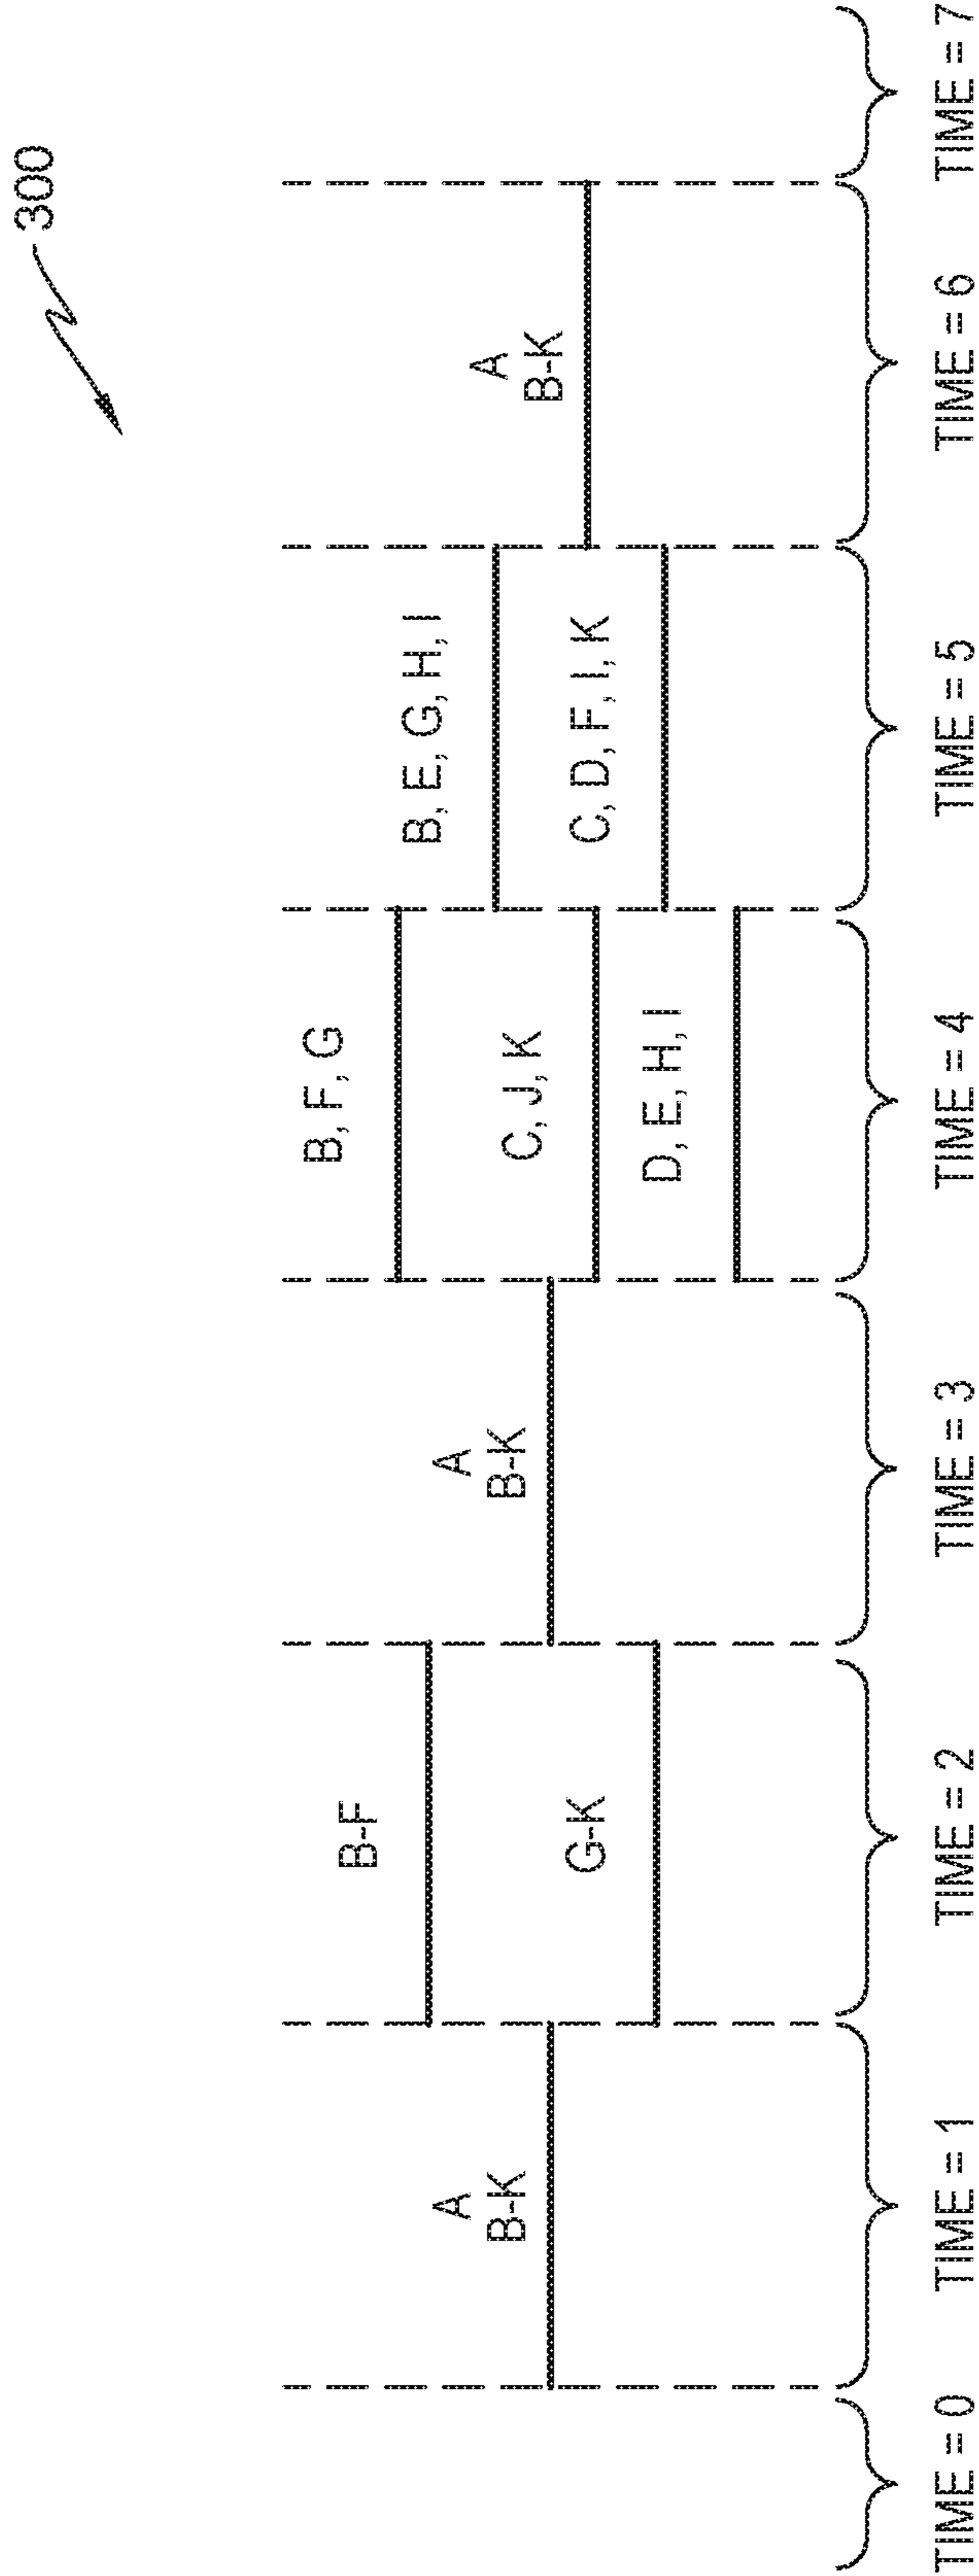 300
A
B-K
B-F
G-K
A
B-K
B, F, G
C, J, K
D, E, H, I
B, E, G, H, I
C, D, F, I, K
A
B-K
TIME = 0
TIME = 1
TIME = 2
TIME = 3
TIME = 4
TIME = 5
TIME = 6
TIME = 7